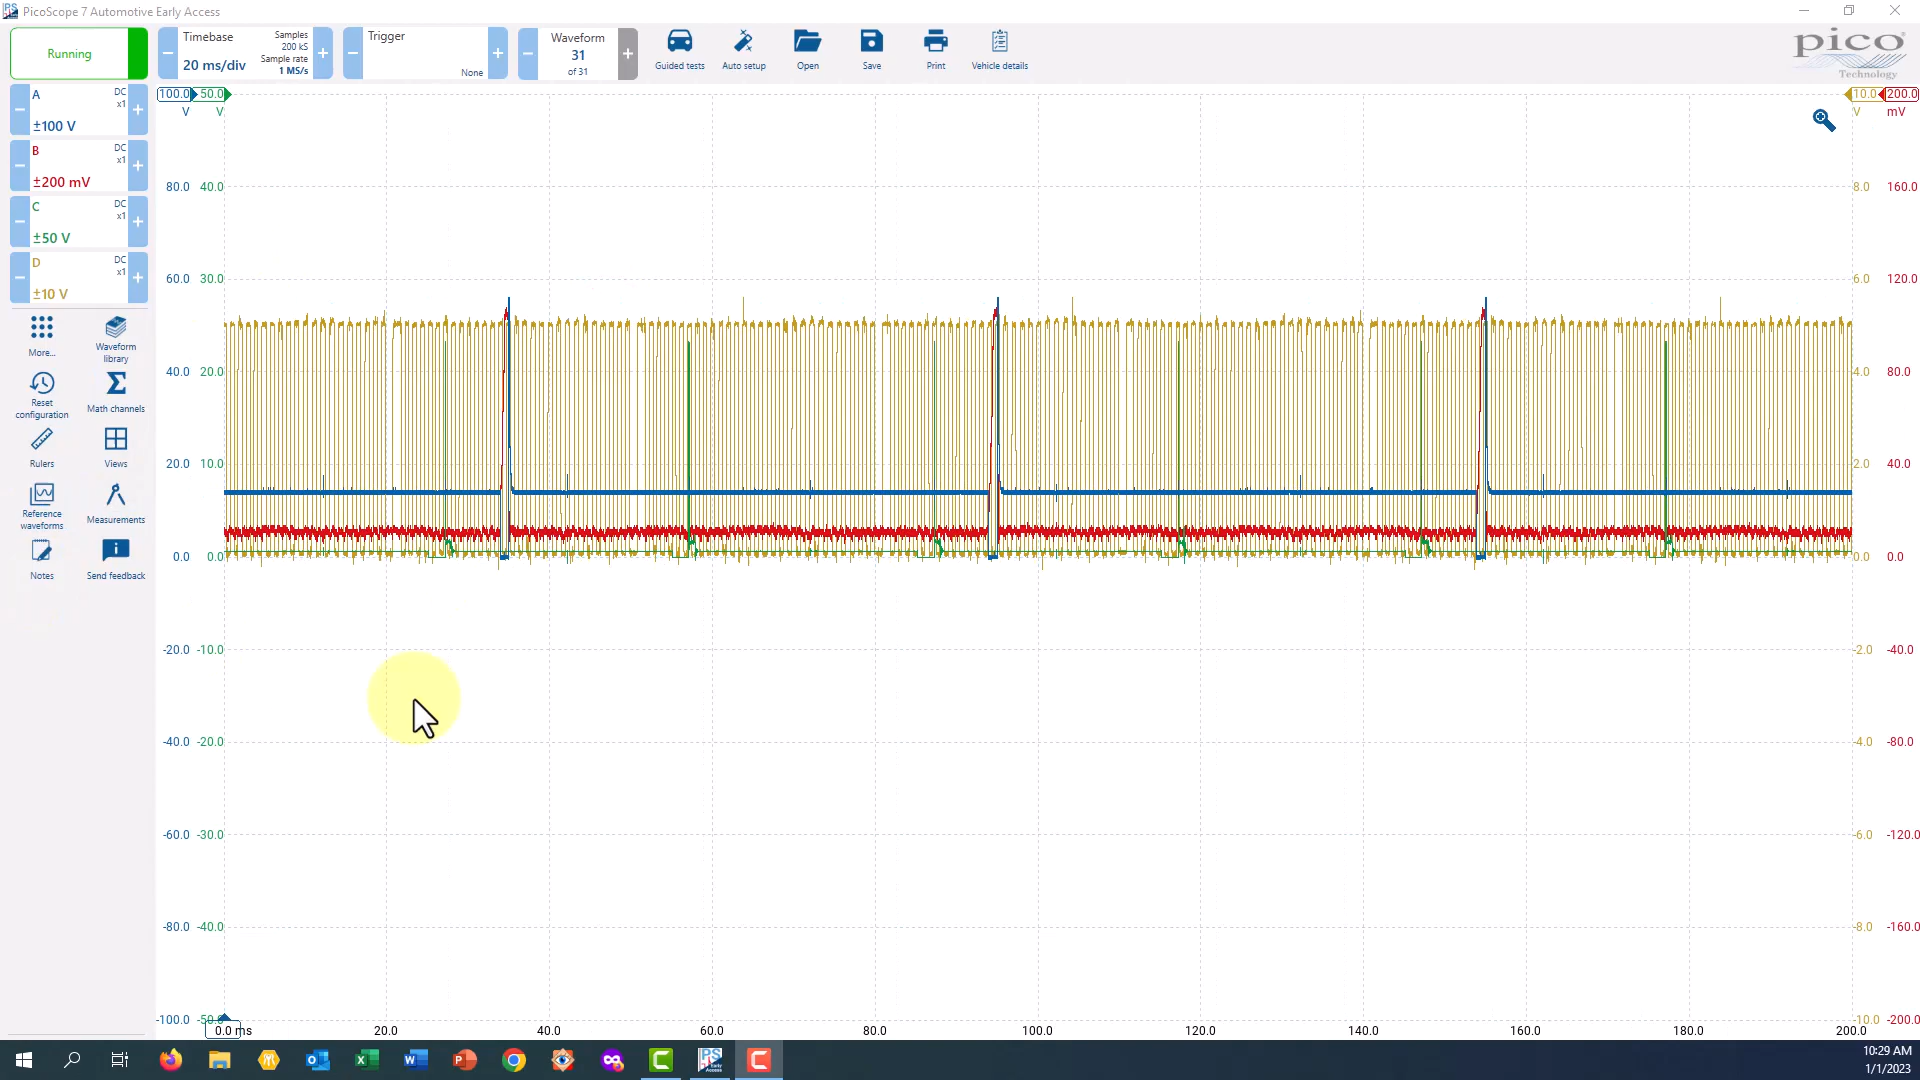 PicoScope 7 Automotive Early Access
Running
Timebase
20 ms/div
Samples
200 kS
Sample rate
1 MS/s
Trigger
None
Waveform
31
of 31
Guided tests
Auto setup
Open
Save
Print
Vehicle details
pico
Technology
A
DC
x1
±100 V
B
DC
x1
±200 mV
C
DC
x1
±50 V
D
DC
x1
±10 V
More...
Waveform
library
Reset
configuration
Math channels
Rulers
Views
Reference
waveforms
Measurements
Notes
Send feedback
100.0 50.0 10.0 200.0
V V V mV
80.0 40.0 8.0 160.0
60.0 30.0 6.0 120.0
40.0 20.0 4.0 80.0
20.0 10.0 2.0 40.0
0.0 0.0 0.0 0.0
-20.0 -10.0 -2.0 -40.0
-40.0 -20.0 -4.0 -80.0
-60.0 -30.0 -6.0 -120.0
-80.0 -40.0 -8.0 -160.0
-100.0 -50.0 -10.0 -200.0
0.0 ms 20.0 40.0 60.0 80.0 100.0 120.0 140.0 160.0 180.0 200.0
10:29 AM
1/1/2023